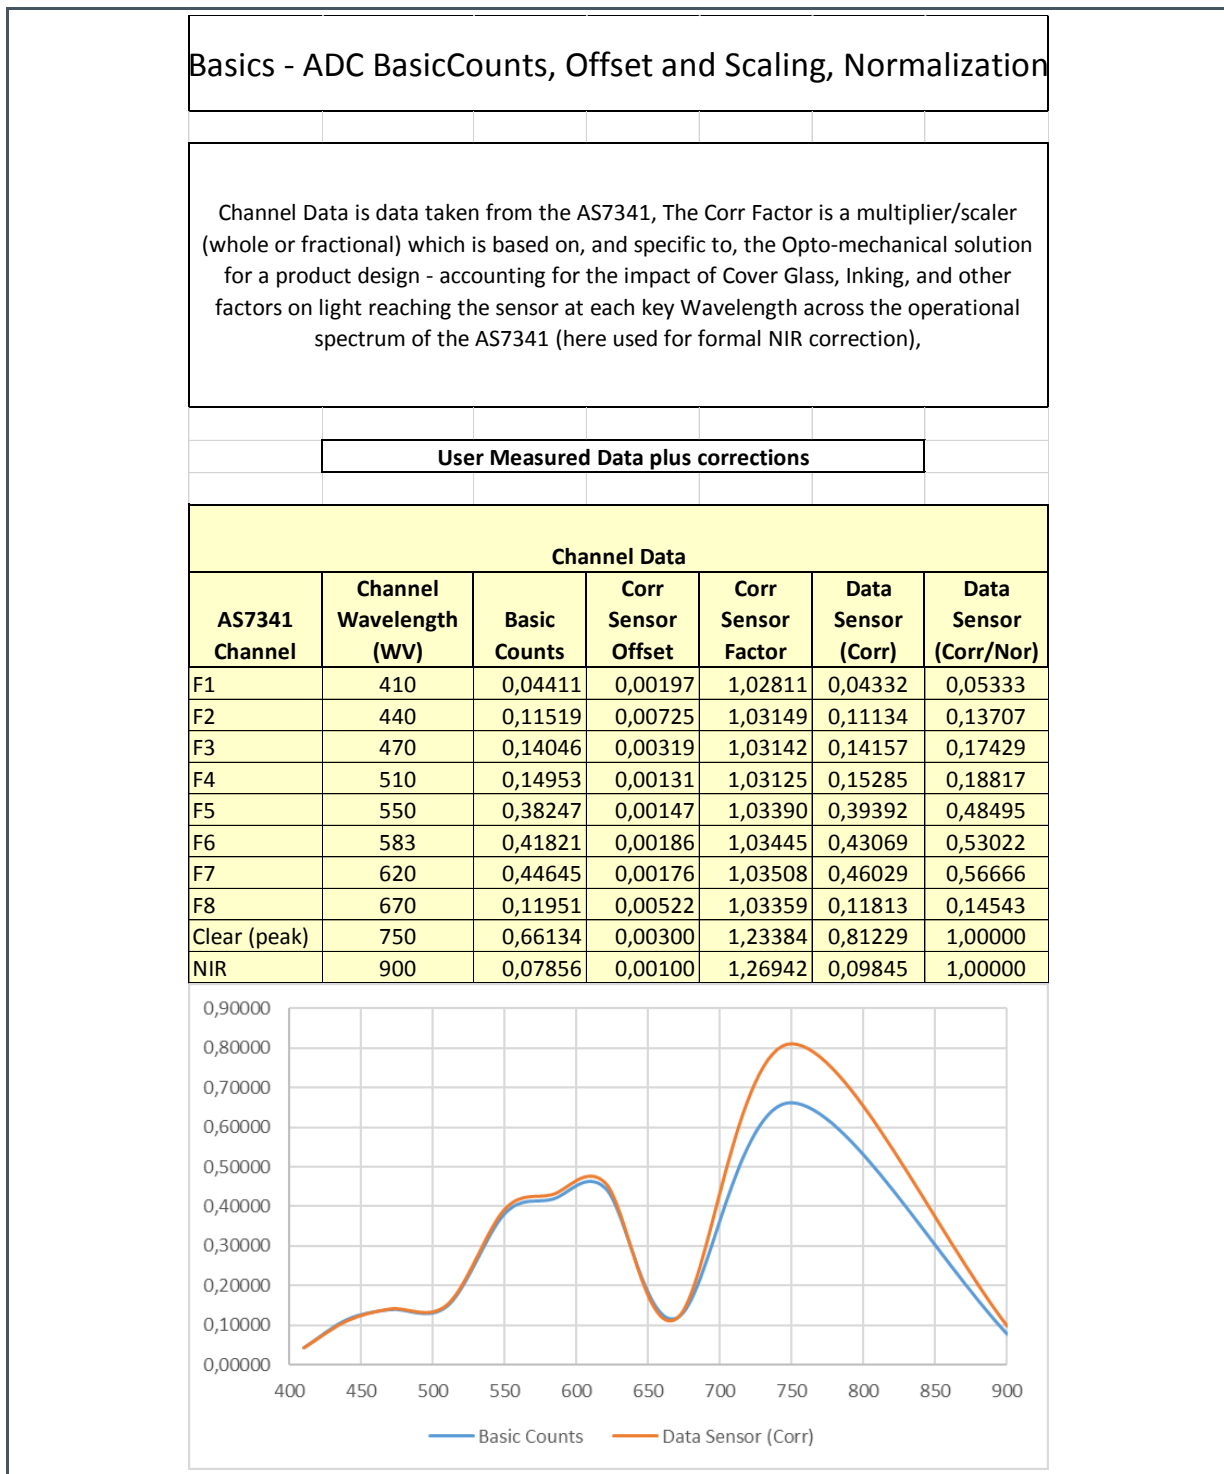 Basics - ADC BasicCounts, Offset and Scaling, Normalization
Channel Data is data taken from the AS7341, The Corr Factor is a multiplier/scaler
(whole or fractional) which is based on, and specific to, the Opto-mechanical solution
for a product design - accounting for the impact of Cover Glass, Inking, and other
factors on light reaching the sensor at each key Wavelength across the operational
spectrum of the AS7341 (here used for formal NIR correction),
User Measured Data plus corrections
Channel Data
AS7341 Channel Channel Wavelength (WV) Basic Counts Corr Sensor Offset Corr Sensor Factor Data Sensor (Corr) Data Sensor (Corr/Nor)
F1 410 0,04411 0,00197 1,02811 0,04332 0,05333
F2 440 0,11519 0,00725 1,03149 0,11134 0,13707
F3 470 0,14046 0,00319 1,03142 0,14157 0,17429
F4 510 0,14953 0,00131 1,03125 0,15285 0,18817
F5 550 0,38247 0,00147 1,03390 0,39392 0,48495
F6 583 0,41821 0,00186 1,03445 0,43069 0,53022
F7 620 0,44645 0,00176 1,03508 0,46029 0,56666
F8 670 0,11951 0,00522 1,03359 0,11813 0,14543
Clear (peak) 750 0,66134 0,00300 1,23384 0,81229 1,00000
NIR 900 0,07856 0,00100 1,26942 0,09845 1,00000
0,90000
0,80000
0,70000
0,60000
0,50000
0,40000
0,30000
0,20000
0,10000
0,00000
400 450 500 550 600 650 700 750 800 850 900
Basic Counts Data Sensor (Corr)